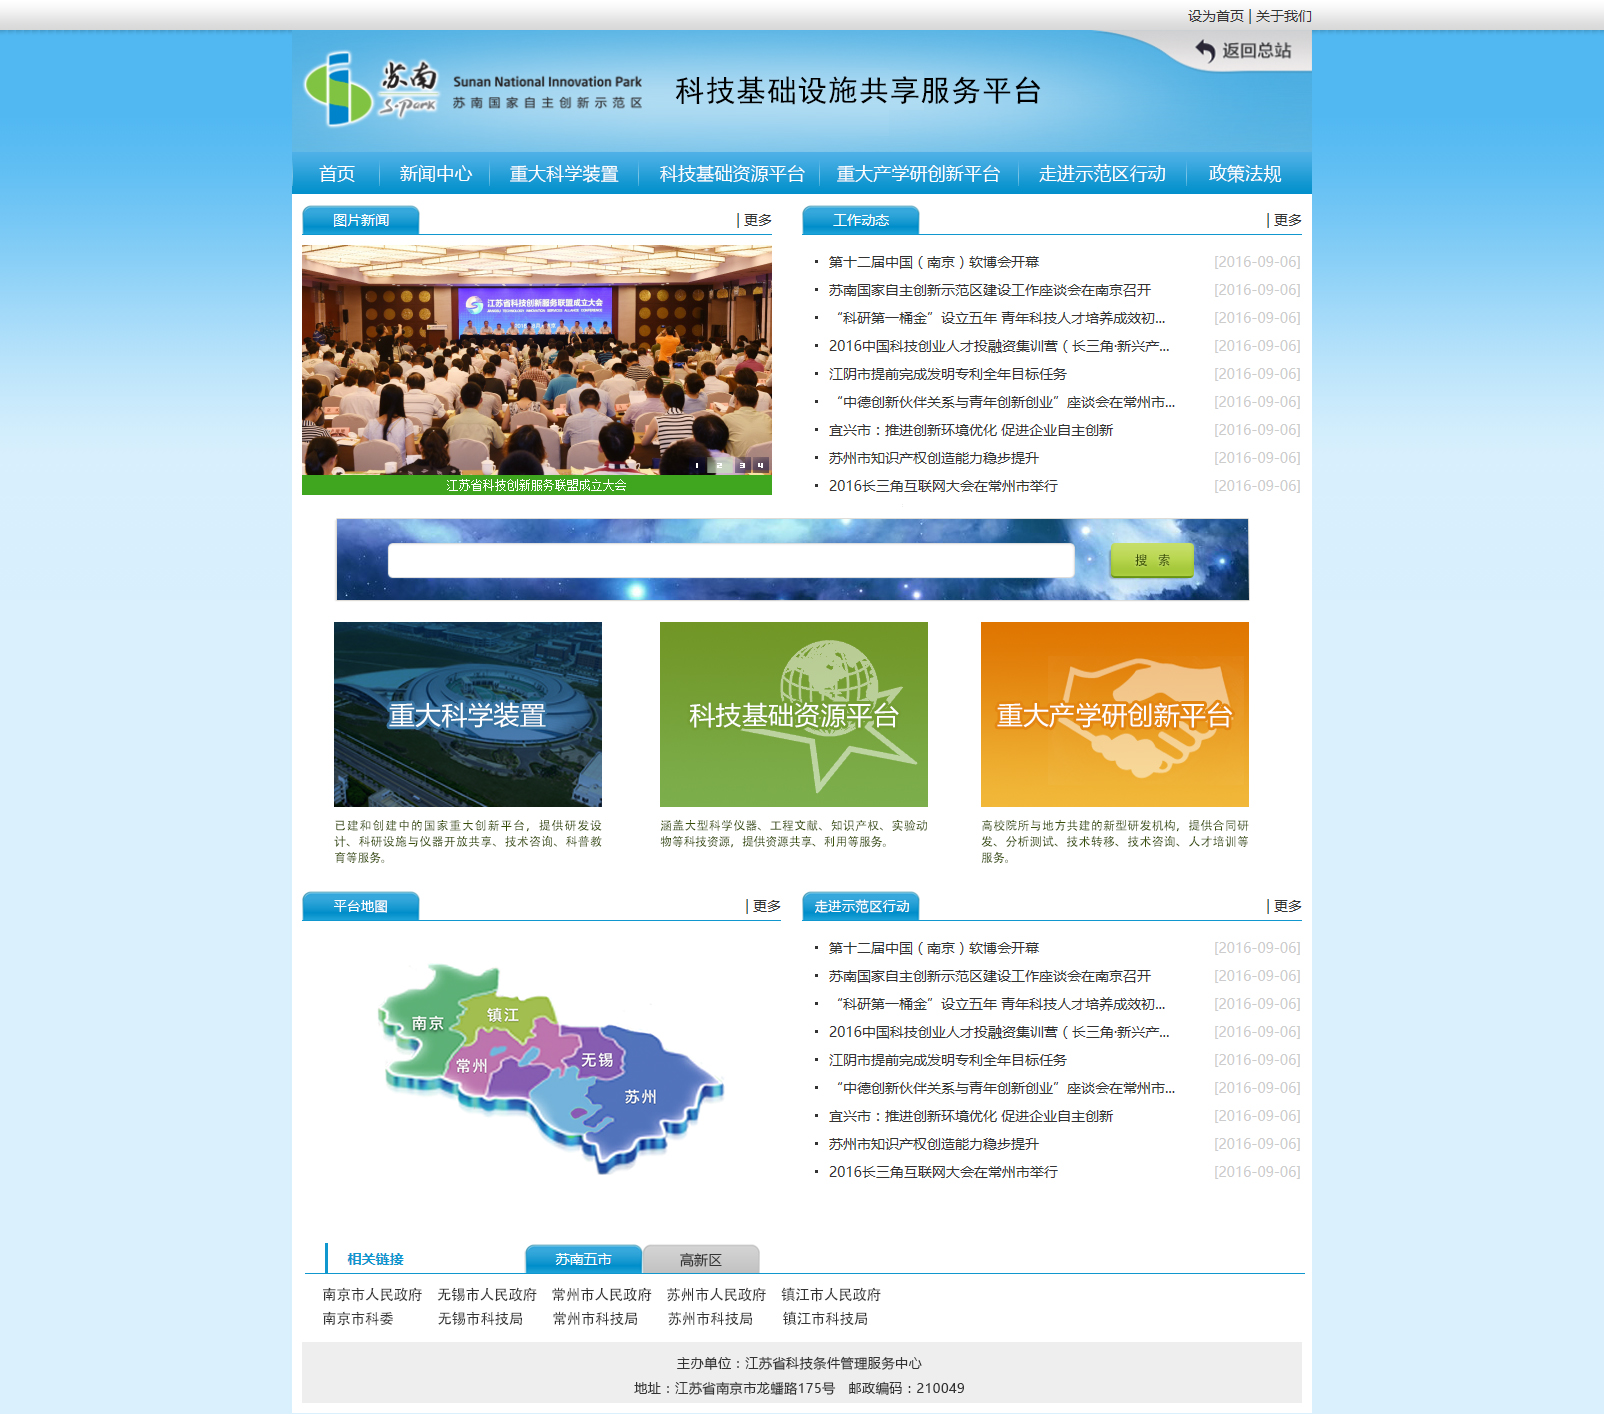 设为首页 | 关于我们
返回总站
苏南
S-Park
Sunan National Innovation Park
苏南国家自主创新示范区
科技基础设施共享服务平台
首页 新闻中心 重大科学装置 科技基础资源平台 重大产学研创新平台 走进示范区行动 政策法规
图片新闻 | 更多
江苏省科技创新服务联盟成立大会
JIANGSU TECHNOLOGY INNOVATION SERVICES ALLIANCE CONFERENCE
1 2 3 4
江苏省科技创新服务联盟成立大会
工作动态 | 更多
第十二届中国（南京）软博会开幕 [2016-09-06]
苏南国家自主创新示范区建设工作座谈会在南京召开 [2016-09-06]
“科研第一桶金”设立五年 青年科技人才培养成效初... [2016-09-06]
2016中国科技创业人才投融资集训营（长三角·新兴产... [2016-09-06]
江阴市提前完成发明专利全年目标任务 [2016-09-06]
“中德创新伙伴关系与青年创新创业”座谈会在常州市... [2016-09-06]
宜兴市：推进创新环境优化 促进企业自主创新 [2016-09-06]
苏州市知识产权创造能力稳步提升 [2016-09-06]
2016长三角互联网大会在常州市举行 [2016-09-06]
搜 索
重大科学装置
已建和创建中的国家重大创新平台，提供研发设
计、科研设施与仪器开放共享、技术咨询、科普教
育等服务。
科技基础资源平台
涵盖大型科学仪器、工程文献、知识产权、实验动
物等科技资源，提供资源共享、利用等服务。
重大产学研创新平台
高校院所与地方共建的新型研发机构，提供合同研
发、分析测试、技术转移、技术咨询、人才培训等
服务。
平台地图 | 更多
南京
镇江
常州
无锡
苏州
走进示范区行动 | 更多
第十二届中国（南京）软博会开幕 [2016-09-06]
苏南国家自主创新示范区建设工作座谈会在南京召开 [2016-09-06]
“科研第一桶金”设立五年 青年科技人才培养成效初... [2016-09-06]
2016中国科技创业人才投融资集训营（长三角·新兴产... [2016-09-06]
江阴市提前完成发明专利全年目标任务 [2016-09-06]
“中德创新伙伴关系与青年创新创业”座谈会在常州市... [2016-09-06]
宜兴市：推进创新环境优化 促进企业自主创新 [2016-09-06]
苏州市知识产权创造能力稳步提升 [2016-09-06]
2016长三角互联网大会在常州市举行 [2016-09-06]
相关链接 苏南五市 高新区
南京市人民政府 无锡市人民政府 常州市人民政府 苏州市人民政府 镇江市人民政府
南京市科委 无锡市科技局 常州市科技局 苏州市科技局 镇江市科技局
主办单位：江苏省科技条件管理服务中心
地址：江苏省南京市龙蟠路175号 邮政编码：210049